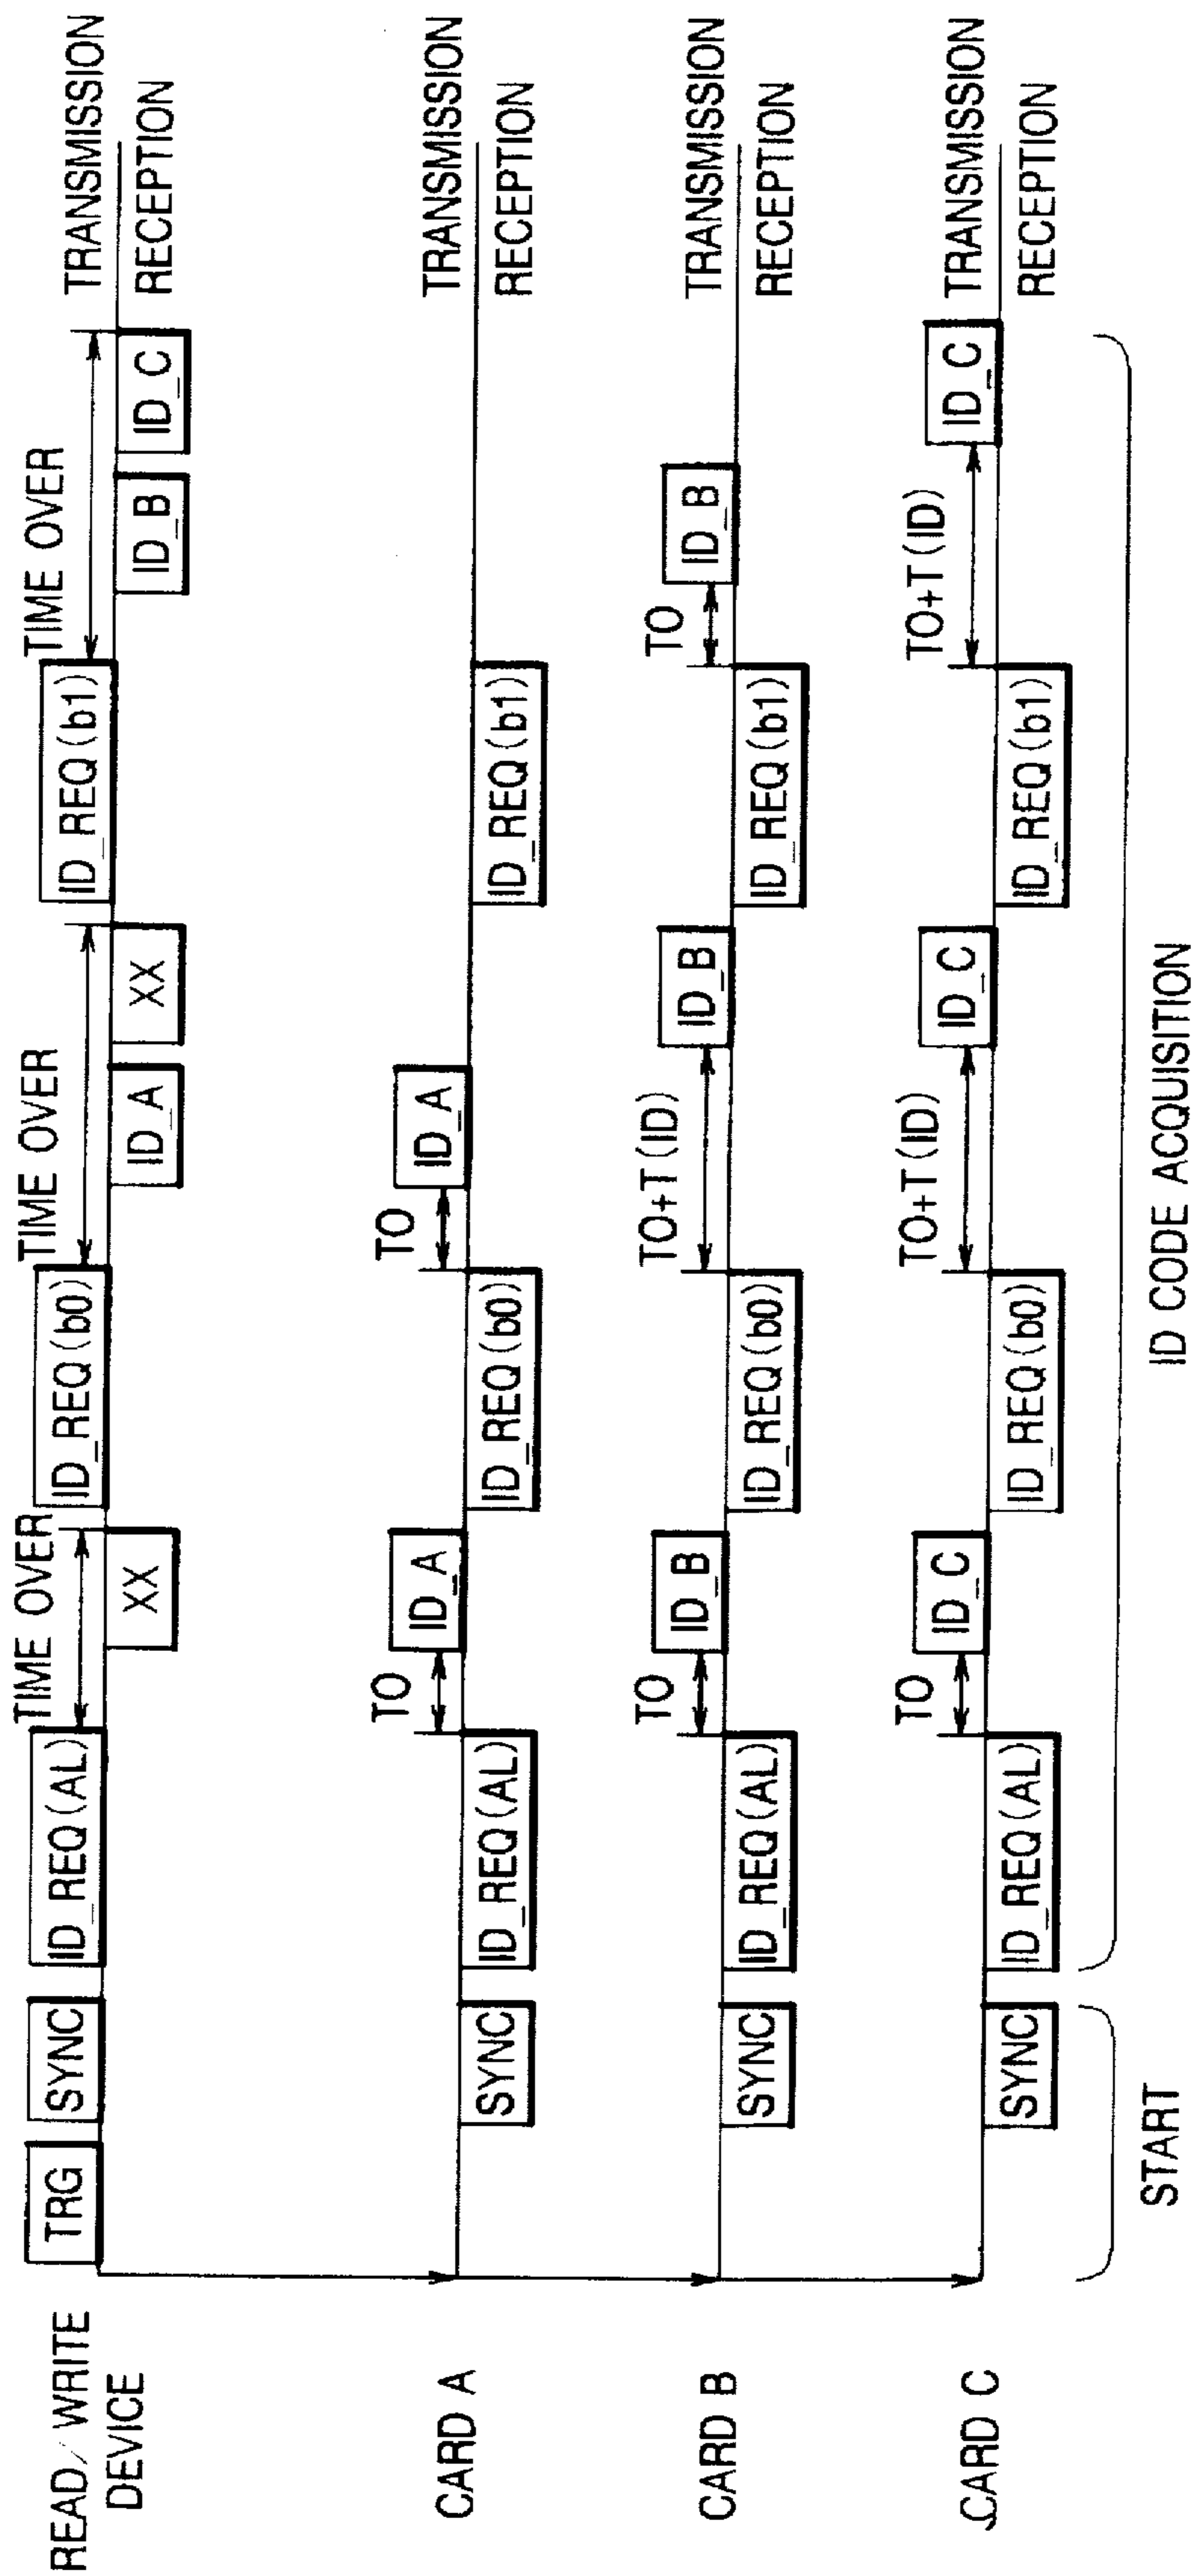 READ/WRITE
DEVICE
TRG
SYNC
ID_REQ(AL)
TIME OVER
XX
ID_REQ(b0)
TIME OVER
ID_A
XX
ID_REQ(b1)
TIME OVER
ID_B
ID_C
TRANSMISSION
RECEPTION
CARD A
SYNC
ID_REQ(AL)
TO
ID_A
ID_REQ(b0)
TO
ID_A
ID_REQ(b1)
TRANSMISSION
RECEPTION
CARD B
SYNC
ID_REQ(AL)
TO
ID_B
ID_REQ(b0)
TO+T(ID)
ID_B
ID_REQ(b1)
TO
ID_B
TRANSMISSION
RECEPTION
CARD C
SYNC
ID_REQ(AL)
TO
ID_C
ID_REQ(b0)
TO+T(ID)
ID_C
ID_REQ(b1)
TO+T(ID)
ID_C
TRANSMISSION
RECEPTION
START
ID CODE ACQUISITION